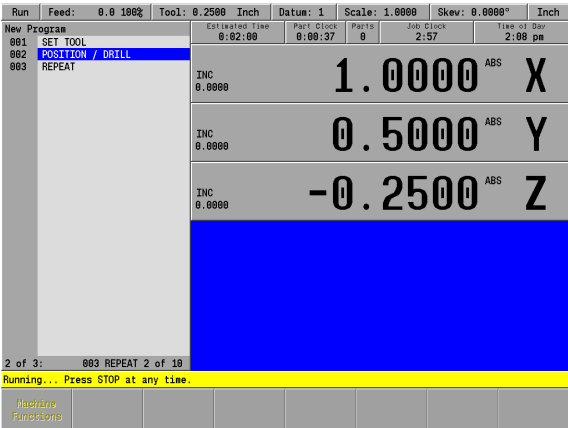 Run Feed: 0.0 100% Tool: 0.2500 Inch Datum: 1 Scale: 1.0000 Skew: 0.0000° Inch
New Program
Estimated Time Part Clock Parts Job Clock Time of Day
0:02:00 0:00:37 0 2:57 2:08 pm
001 SET TOOL
002 POSITION / DRILL
003 REPEAT
INC 1.0000 ABS X
0.0000
INC 0.5000 ABS Y
0.0000
INC -0.2500 ABS Z
0.0000
2 of 3: 003 REPEAT 2 of 10
Running... Press STOP at any time.
Machine
Functions